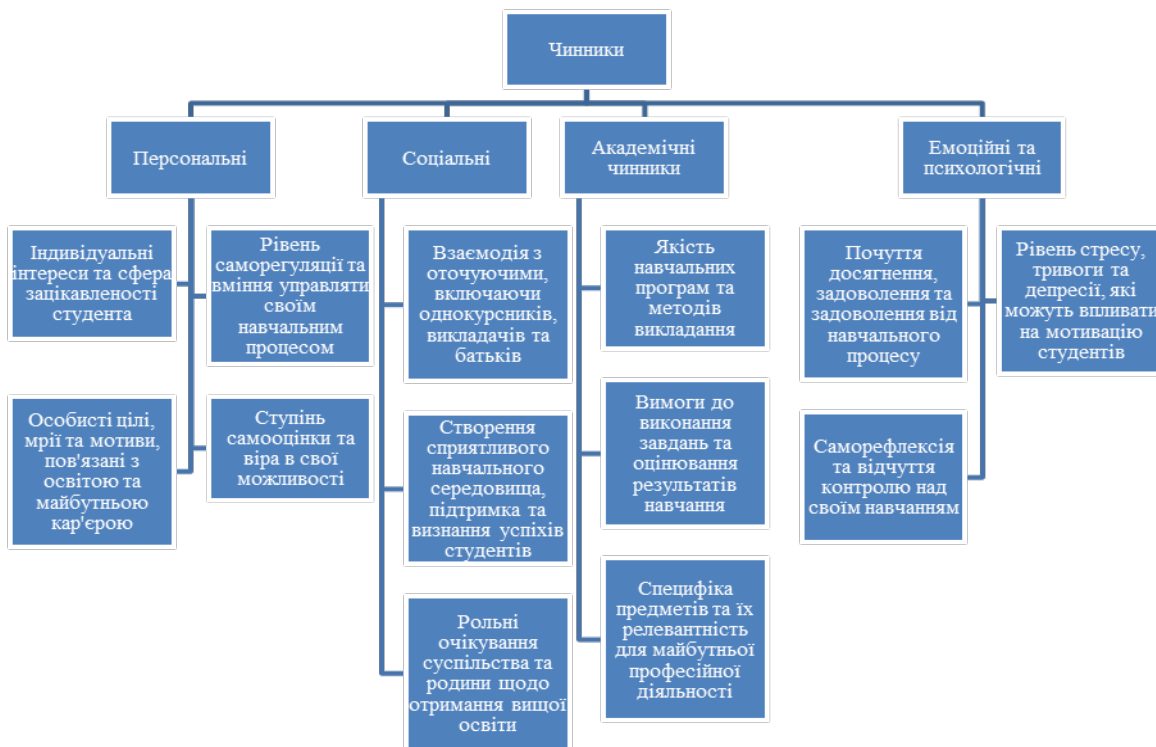 Чинники
Персональні
Індивідуальні
інтереси та сфера
зацікавленості
студента
Рівень
саморегуляції та
вміння управляти
своїм
навчальним
процесом
Особисті цілі,
мрії та мотиви,
пов'язані з
освітою та
майбутньою
кар'єрою
Ступінь
самооцінки та
віра в свої
можливості
Соціальні
Взаємодія з
оточуючими,
включаючи
однокурсників,
викладачів та
батьків
Створення
сприятливого
навчального
середовища,
підтримка та
визнання успіхів
студентів
Рольні
очікування
суспільства та
родини щодо
отримання вищої
освіти
Академічні
чинники
Якість
навчальних
програм та
методів
викладання
Вимоги до
виконання
завдань та
оцінювання
результатів
навчання
Специфіка
предметів та їх
релевантність
для майбутньої
професійної
діяльності
Емоційні та
психологічні
Почуття
досягнення,
задоволення та
задоволення від
навчального
процесу
Рівень стресу,
тривоги та
депресії, які
можуть впливати
на мотивацію
студентів
Саморефлексія
та відчуття
контролю над
своїм навчанням